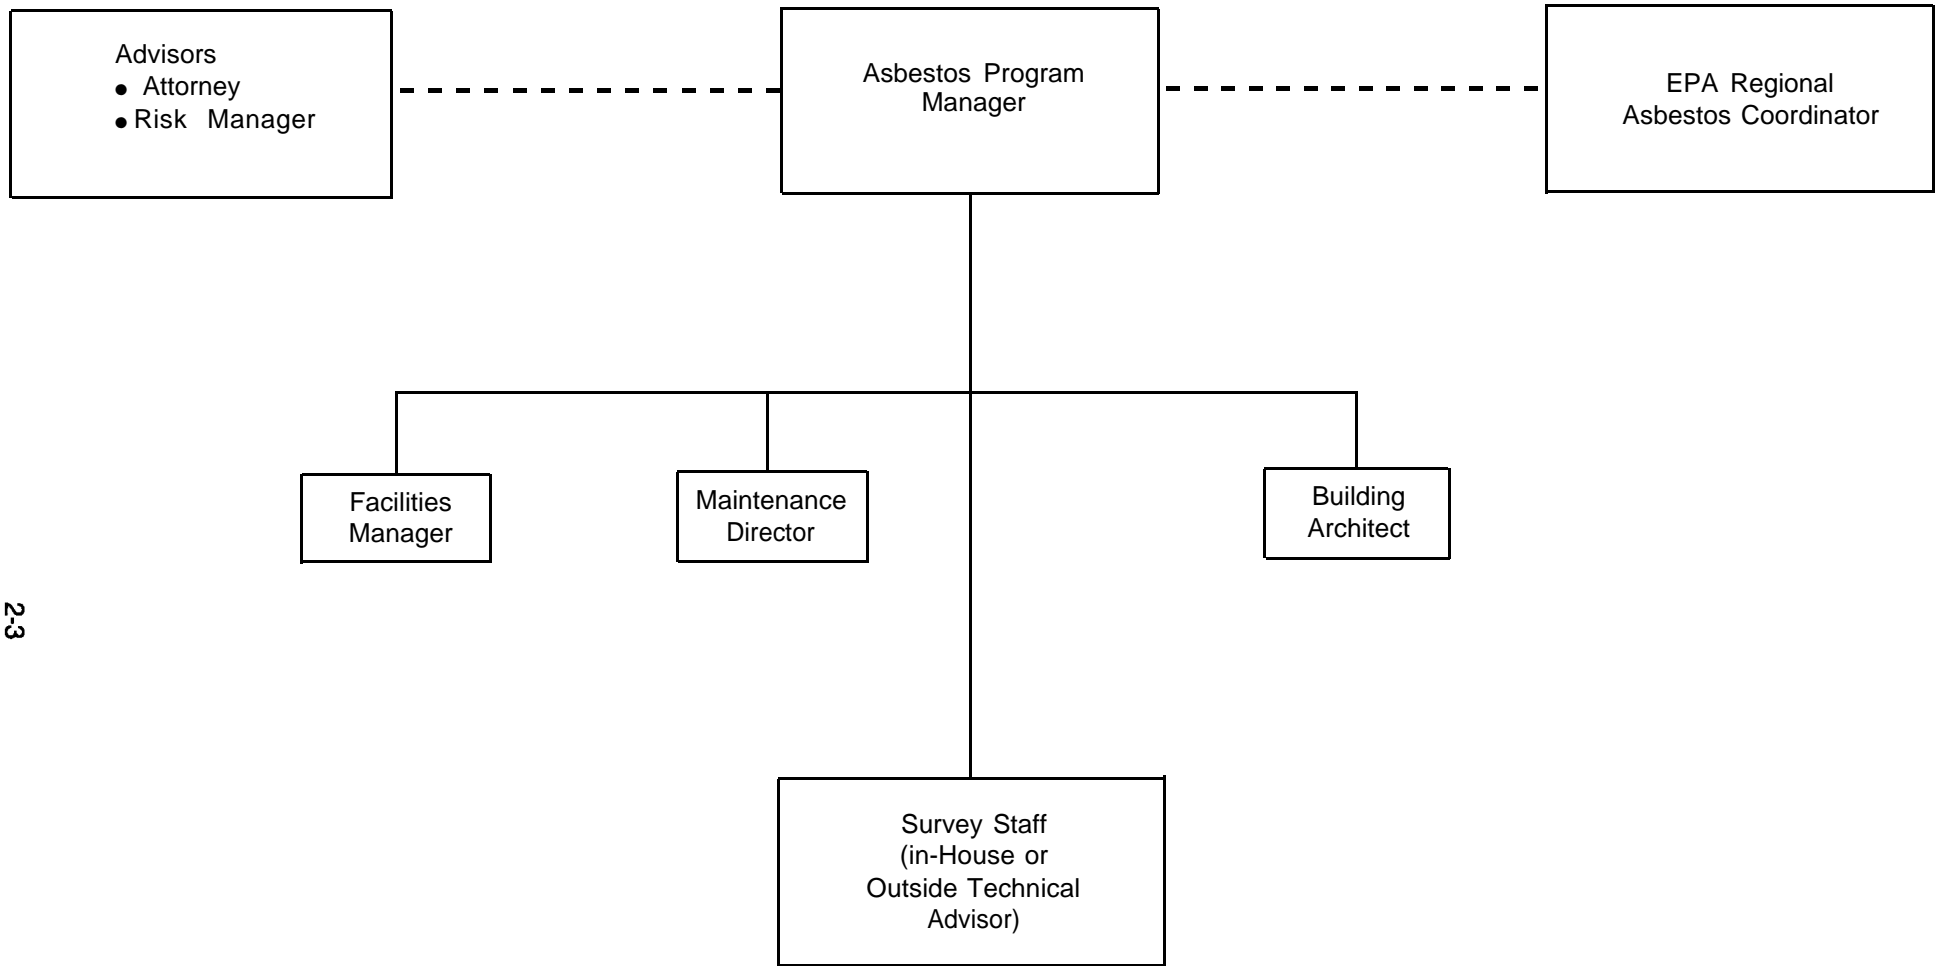 Advisors
● Attorney
● Risk Manager
Asbestos Program
Manager
EPA Regional
Asbestos Coordinator
Facilities
Manager
Maintenance
Director
Building
Architect
2-3
Survey Staff
(in-House or
Outside Technical
Advisor)